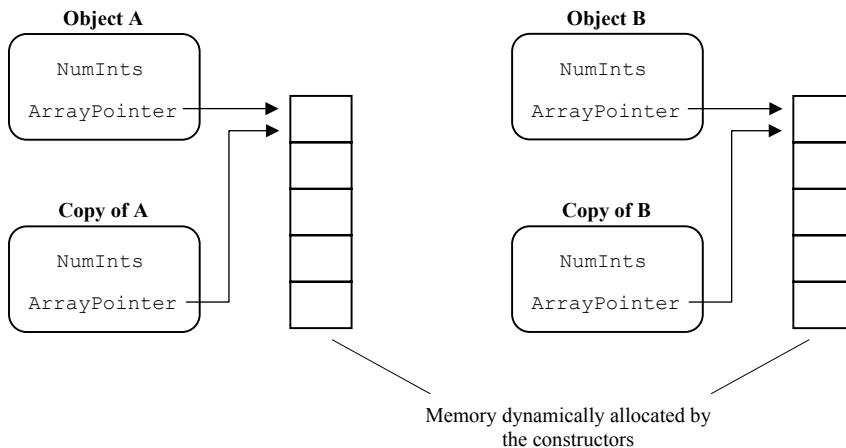 Object A
NumInts
ArrayPointer
Copy of A
NumInts
ArrayPointer
Object B
NumInts
ArrayPointer
Copy of B
NumInts
ArrayPointer
Memory dynamically allocated by
the constructors